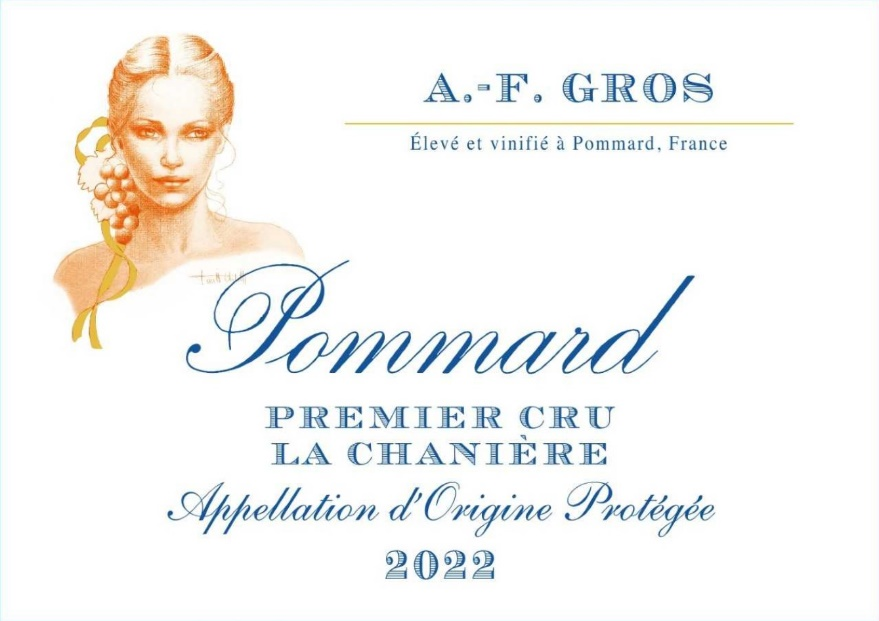 A.-F. GROS
Élevé et vinifié à Pommard, France
Pommard
PREMIER CRU
LA CHANIÈRE
Appellation d'Origine Protégée
2022